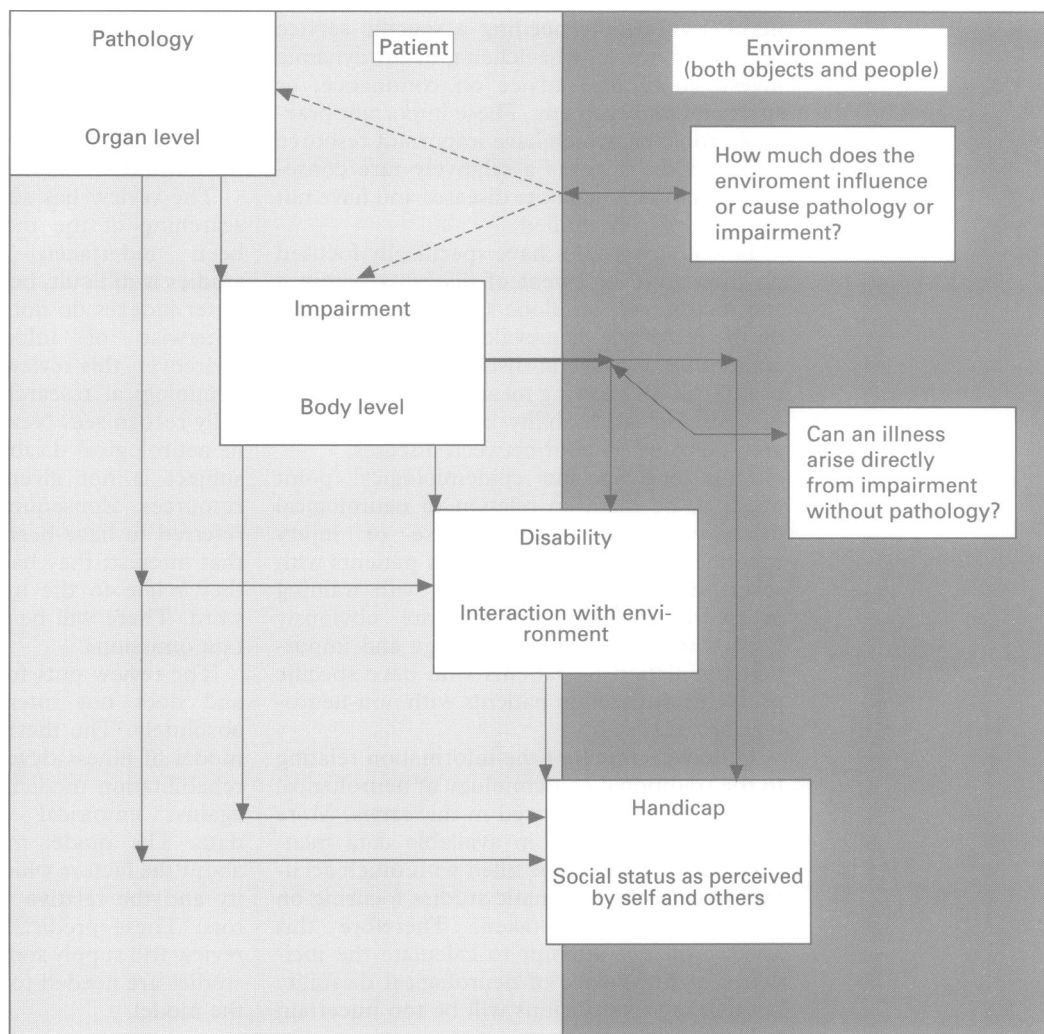 Pathology
Organ level
Patient
Environment
(both objects and people)
How much does the
enviroment influence
or cause pathology or
impairment?
Impairment
Body level
Can an illness
arise directly
from impairment
without pathology?
Disability
Interaction with envi-
ronment
Handicap
Social status as perceived
by self and others